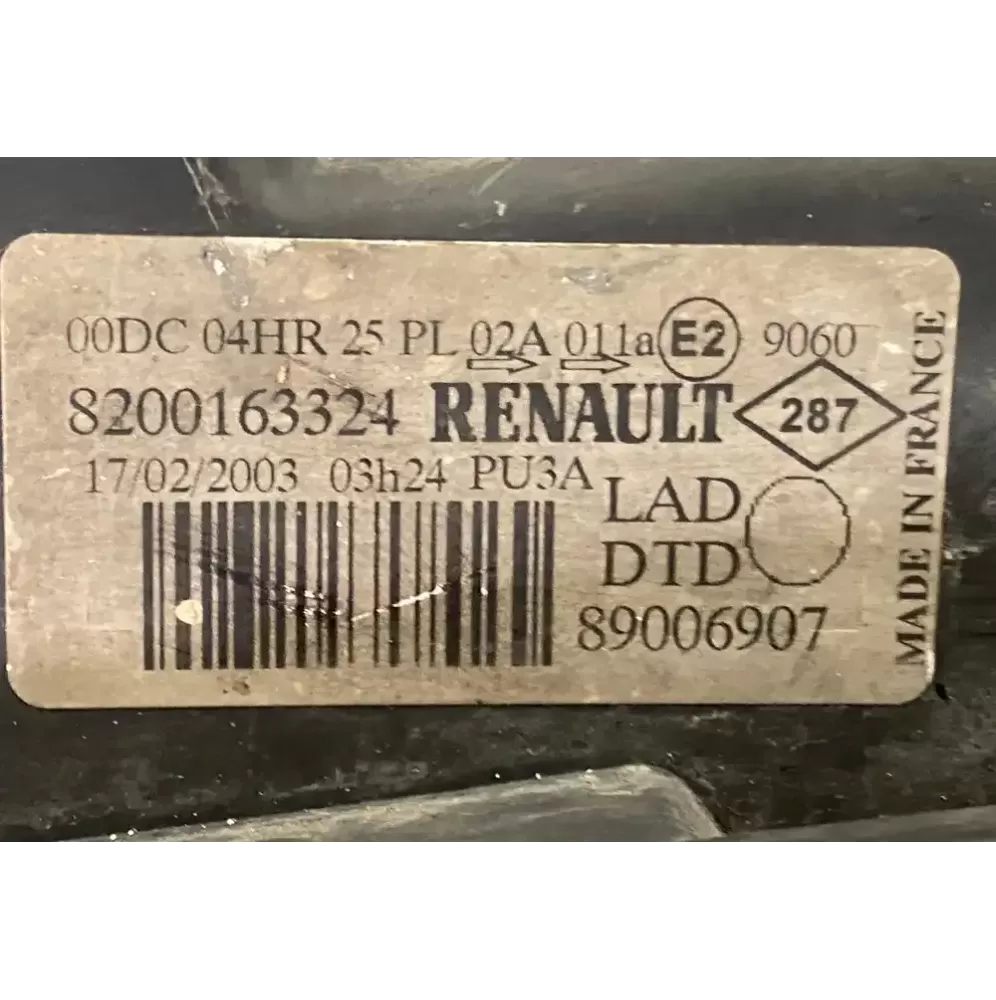 00DC 04HR 25 PL 02A 011a E2 9060
8200163324 RENAULT 287
17/02/2003 03h24 PU3A
LAD
DTD
89006907
MADE IN FRANCE